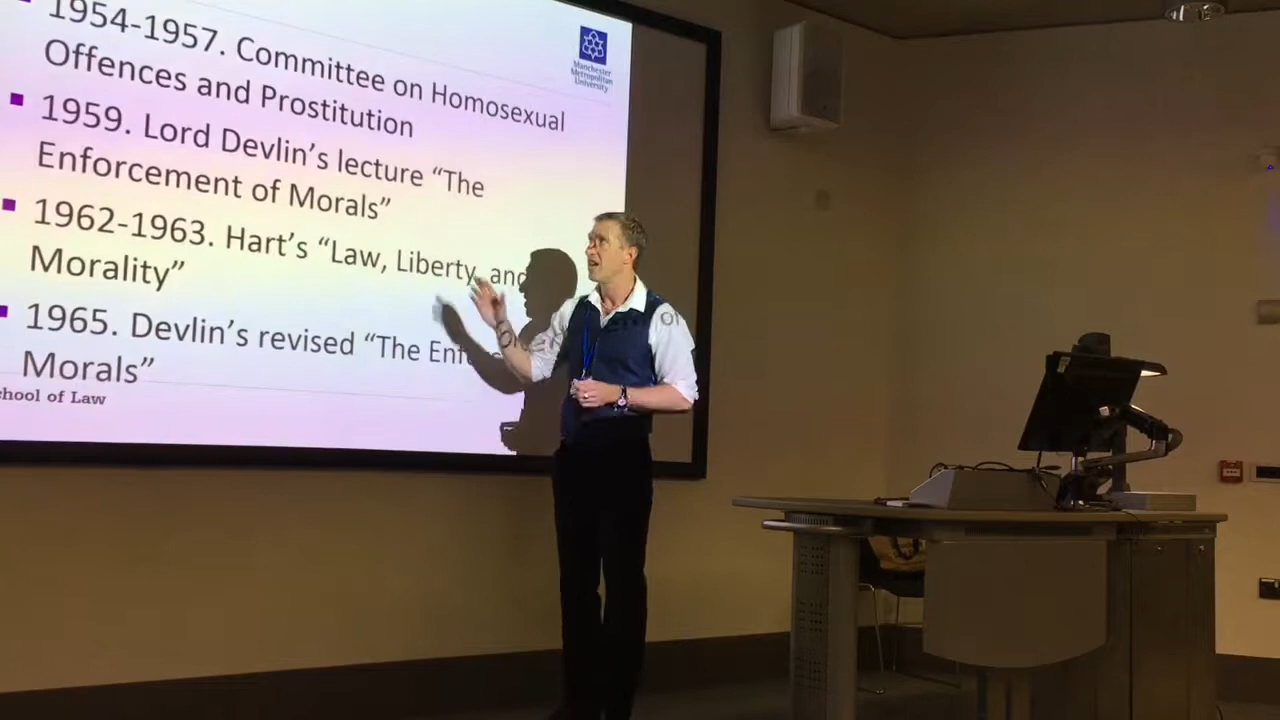 1954-1957. Committee on Homosexual
Offences and Prostitution
1959. Lord Devlin's lecture "The
Enforcement of Morals"
1962-1963. Hart's "Law, Liberty, and
Morality"
1965. Devlin's revised "The Enfo
Morals"
chool of Law
Manchester
Metropolitan
University